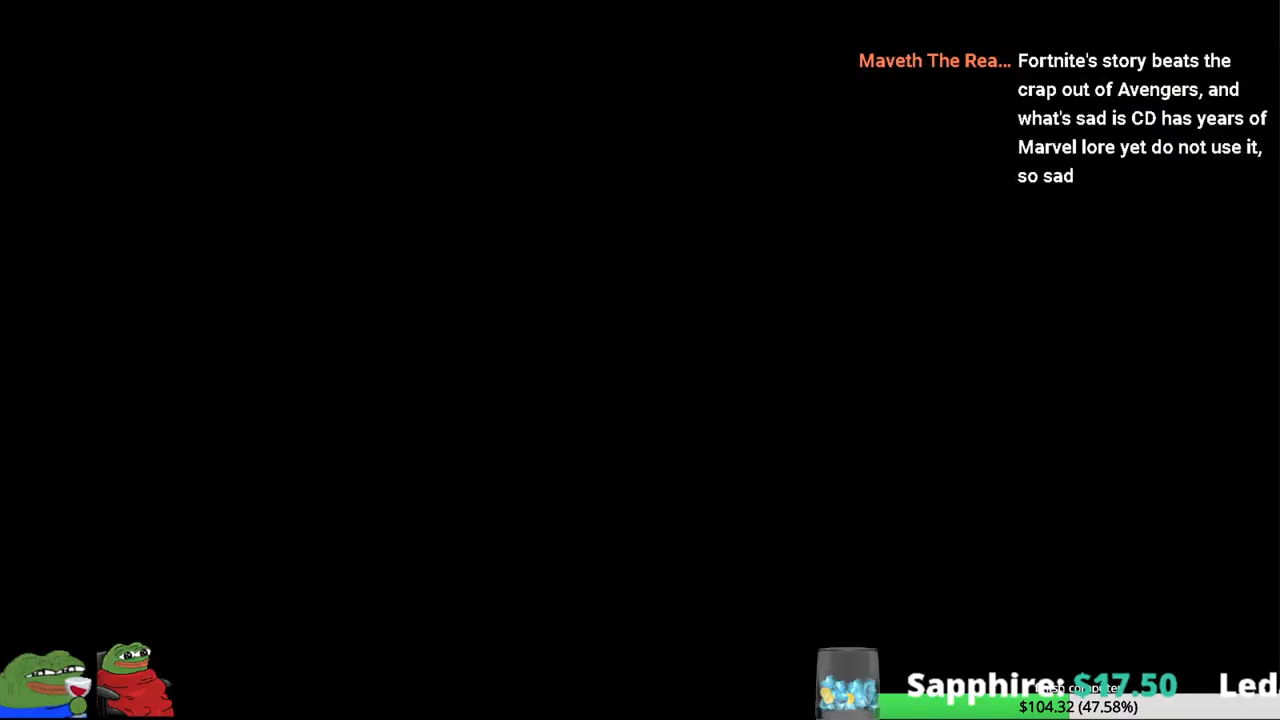 Maveth The Rea... Fortnite's story beats the
crap out of Avengers, and
what's sad is CD has years of
Marvel lore yet do not use it,
so sad
Sapphire: $17.50 Led
$104.32 (47.58%)